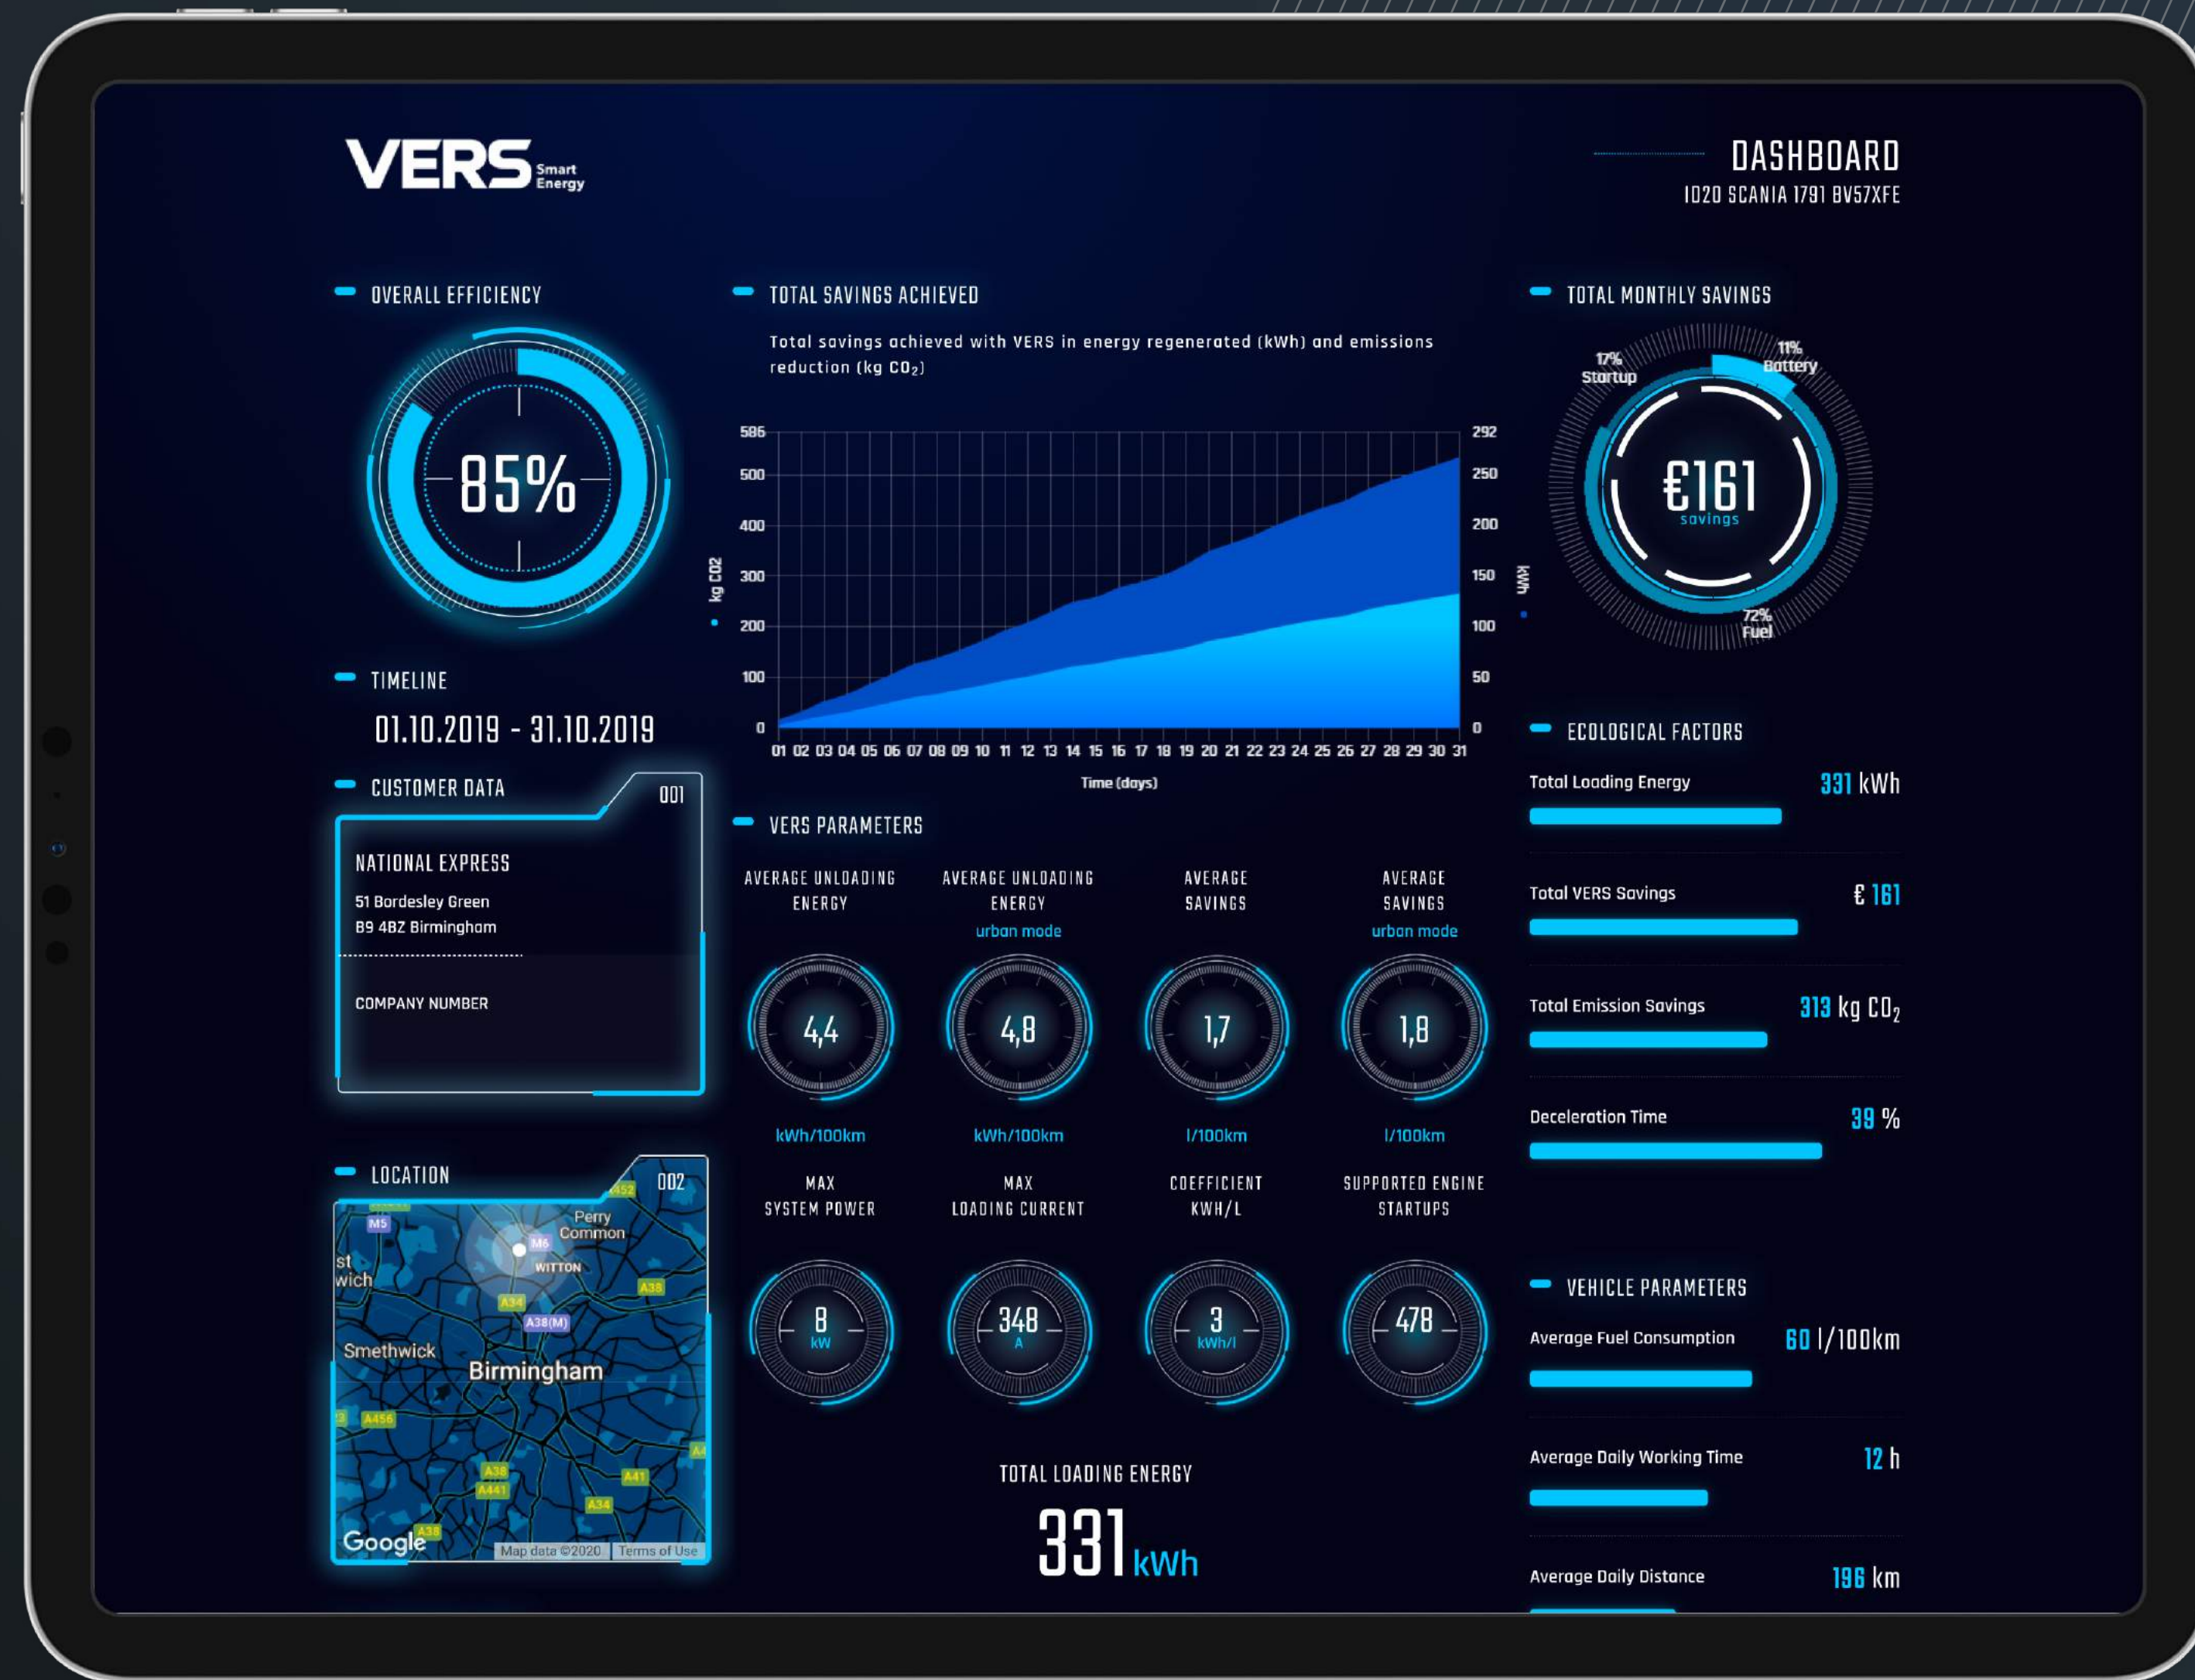 VERS Smart
Energy
DASHBOARD
1020 SCANIA 1791 BV57XFE
OVERALL EFFICIENCY
85%
TIMELINE
01.10.2019 - 31.10.2019
CUSTOMER DATA
001
NATIONAL EXPRESS
51 Bordesley Green
B9 4BZ Birmingham
COMPANY NUMBER
LOCATION
002
A452
M5
Perry
Common
M6
WITTON
st
wich
A38
A34
A38(M)
Smethwick
Birmingham
A456
A38
A441
A41
A34
A38
Google
Map data ©2020
Terms of Use
TOTAL SAVINGS ACHIEVED
Total savings achieved with VERS in energy regenerated (kWh) and emissions
reduction (kg CO₂)
586
500
400
300
200
100
0
kg CO2
292
250
200
150
100
50
0
kWh
01 02 03 04 05 06 07 08 09 10 11 12 13 14 15 16 17 18 19 20 21 22 23 24 25 26 27 28 29 30 31
Time (days)
VERS PARAMETERS
AVERAGE UNLOADING
ENERGY
4,4
kWh/100km
AVERAGE UNLOADING
ENERGY
urban mode
4,8
kWh/100km
AVERAGE
SAVINGS
1,7
l/100km
AVERAGE
SAVINGS
urban mode
1,8
l/100km
MAX
SYSTEM POWER
8
kW
MAX
LOADING CURRENT
348
A
COEFFICIENT
KWH/L
3
kWh/l
SUPPORTED ENGINE
STARTUPS
478
TOTAL LOADING ENERGY
331 kWh
TOTAL MONTHLY SAVINGS
17%
Startup
11%
Battery
€161
savings
72%
Fuel
ECOLOGICAL FACTORS
Total Loading Energy 331 kWh
Total VERS Savings € 161
Total Emission Savings 313 kg CO₂
Deceleration Time 39 %
VEHICLE PARAMETERS
Average Fuel Consumption 60 l/100km
Average Daily Working Time 12 h
Average Daily Distance 196 km